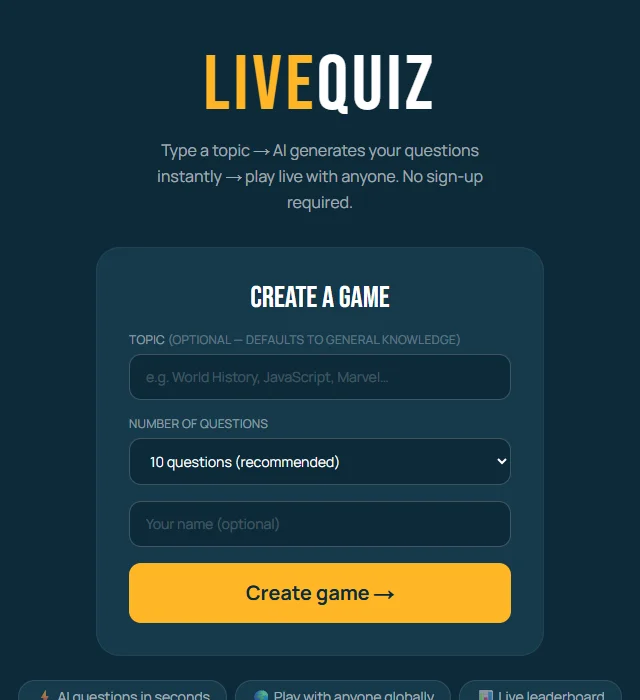 LIVEQUIZ
Type a topic → AI generates your questions
instantly → play live with anyone. No sign-up
required.
CREATE A GAME
TOPIC (OPTIONAL — DEFAULTS TO GENERAL KNOWLEDGE)
e.g. World History, JavaScript, Marvel…
NUMBER OF QUESTIONS
10 questions (recommended)
Your name (optional)
Create game →
AI questions in seconds
Play with anyone globally
Live leaderboard